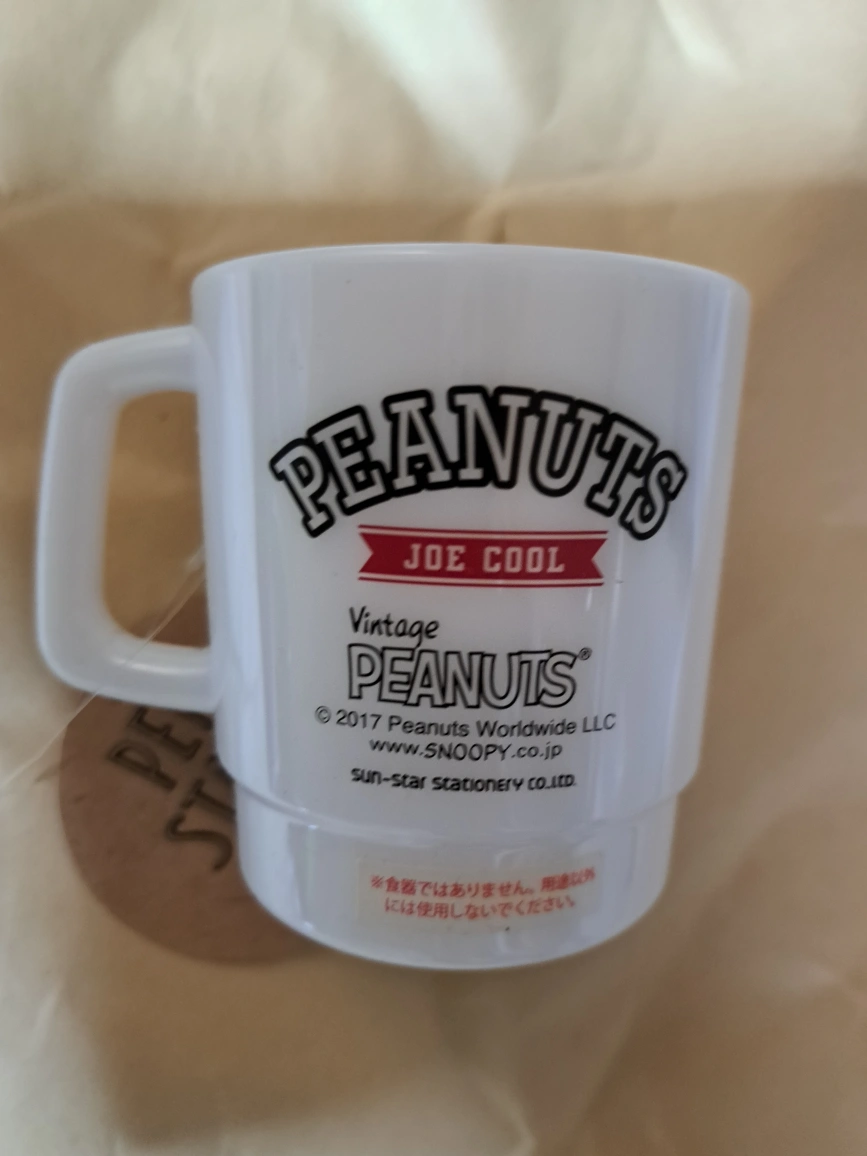 PEANUTS
JOE COOL
Vintage
PEANUTS®
© 2017 Peanuts Worldwide LLC
www.SNOOPY.co.jp
sun-star stationery co.,ltd.
※食器ではありません。用途以外
には使用しないでください。
PE
ST